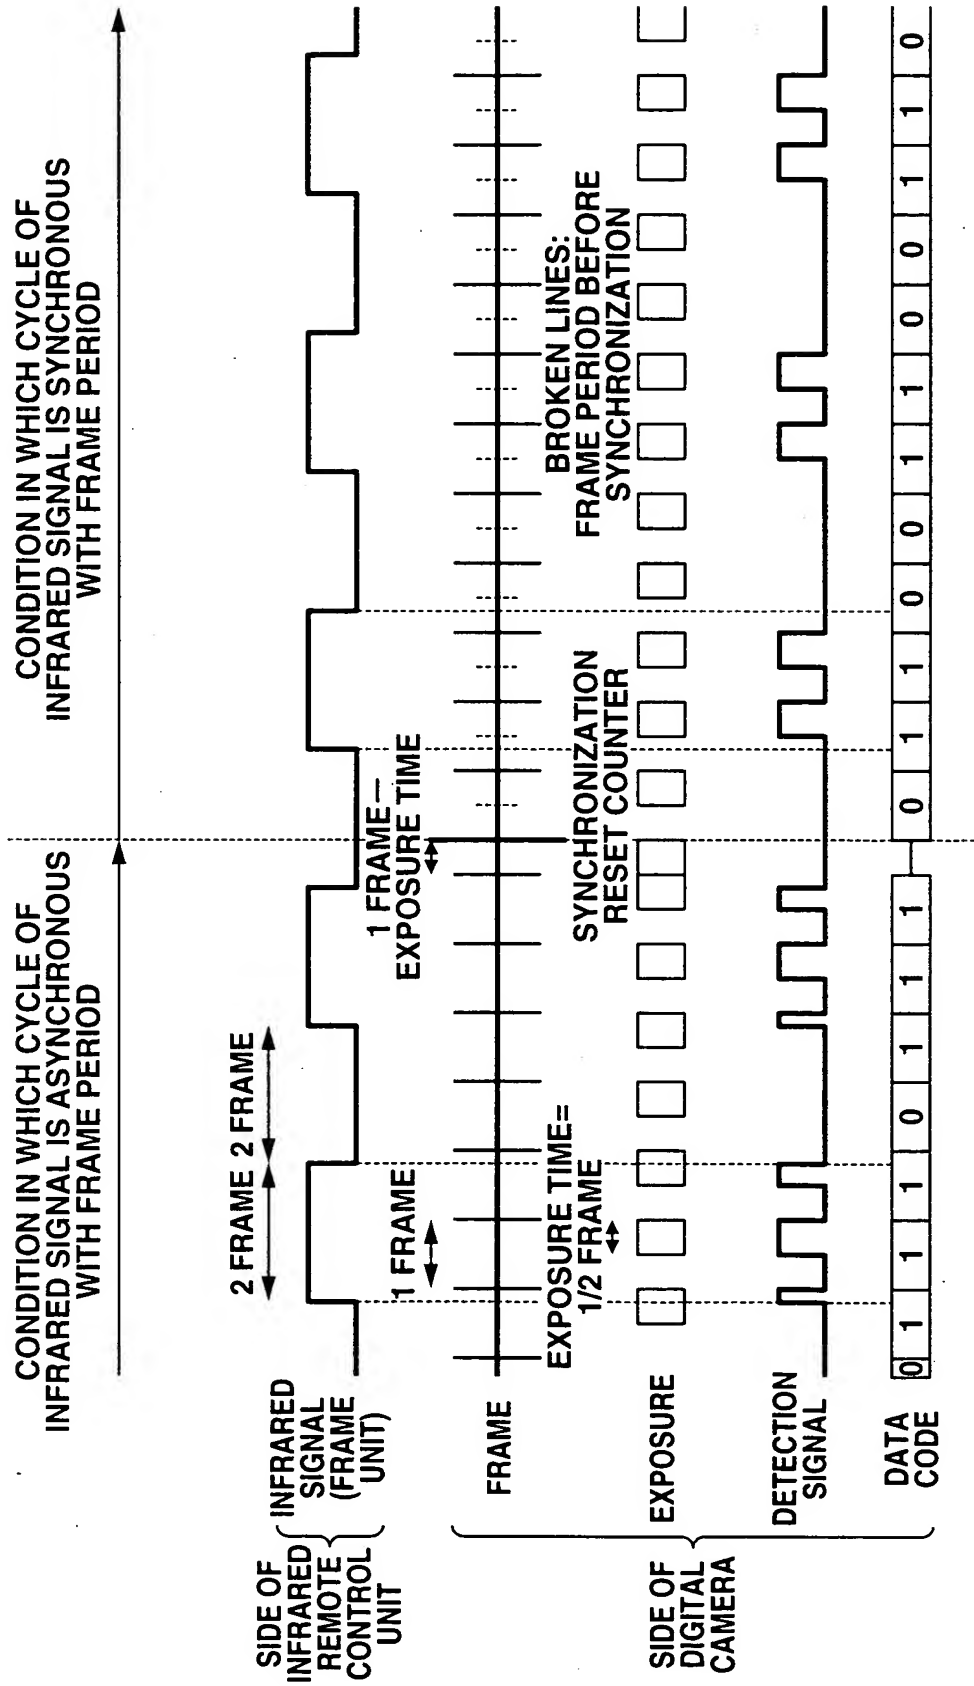 CONDITION IN WHICH CYCLE OF
INFRARED SIGNAL IS ASYNCHRONOUS
WITH FRAME PERIOD
CONDITION IN WHICH CYCLE OF
INFRARED SIGNAL IS SYNCHRONOUS
WITH FRAME PERIOD
SIDE OF
INFRARED
REMOTE
CONTROL
UNIT
INFRARED
SIGNAL
(FRAME
UNIT)
2 FRAME
2 FRAME
1 FRAME
1 FRAME—
EXPOSURE TIME
SIDE OF
DIGITAL
CAMERA
FRAME
EXPOSURE TIME=
1/2 FRAME
SYNCHRONIZATION
RESET COUNTER
BROKEN LINES:
FRAME PERIOD BEFORE
SYNCHRONIZATION
EXPOSURE
DETECTION
SIGNAL
DATA
CODE
0 1 1 1 0 1 1 1 0 1 1 0 0 1 1 0 0 1 1 0